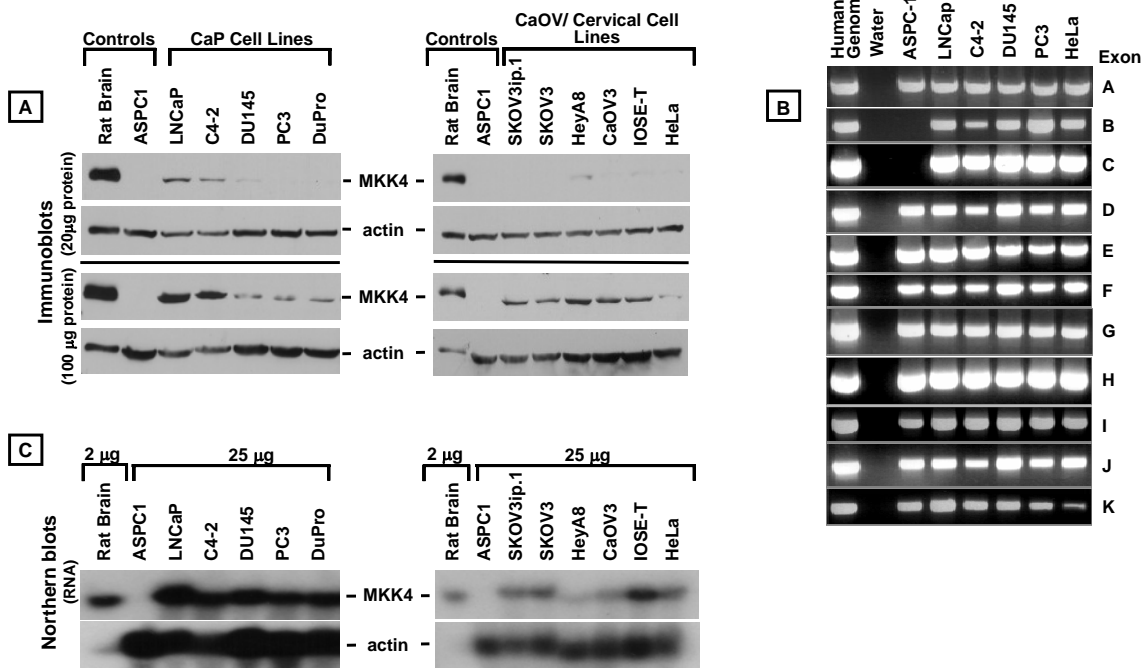 A
Controls
CaP Cell Lines
Rat Brain
ASPC1
LNCaP
C4-2
DU145
PC3
DuPro
Controls
CaOV/ Cervical Cell
Lines
Rat Brain
ASPC1
SKOV3ip.1
SKOV3
HeyA8
CaOV3
IOSE-T
HeLa
Immunoblots
(20µg protein)
(100 µg protein)
- MKK4 -
- actin -
- MKK4 -
- actin -
B
Human
Genom
Water
ASPC-1
LNCap
C4-2
DU145
PC3
HeLa
Exon
A
B
C
D
E
F
G
H
I
J
K
C
2 µg
25 µg
Rat Brain
ASPC1
LNCaP
C4-2
DU145
PC3
DuPro
2 µg
25 µg
Rat Brain
ASPC1
SKOV3ip.1
SKOV3
HeyA8
CaOV3
IOSE-T
HeLa
Northern blots
(RNA)
- MKK4 -
- actin -